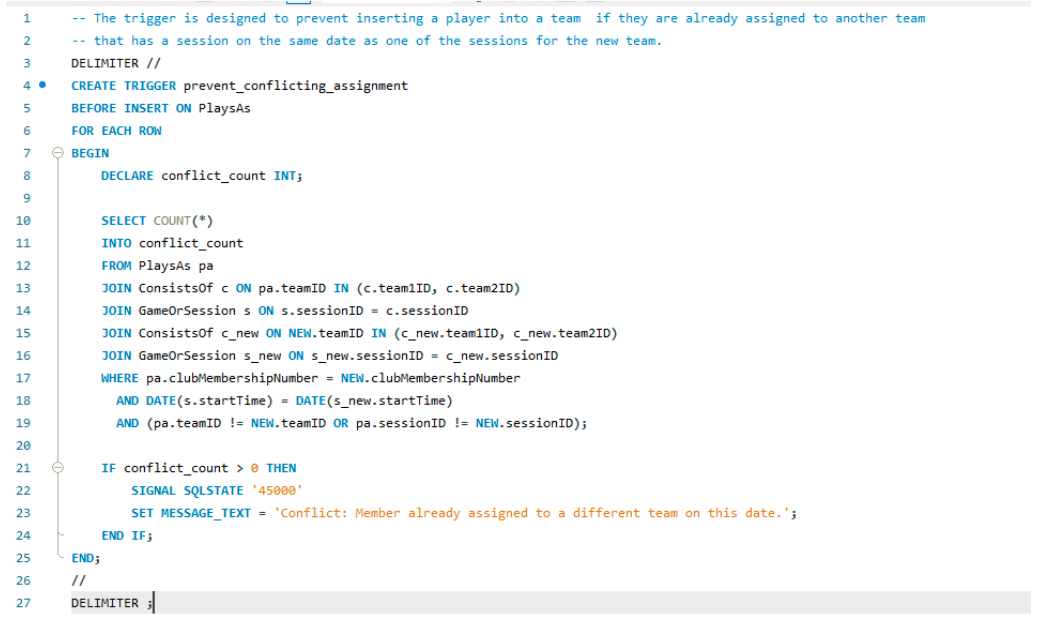 1 -- The trigger is designed to prevent inserting a player into a team  if they are already assigned to another team
2 -- that has a session on the same date as one of the sessions for the new team.
3 DELIMITER //
4 CREATE TRIGGER prevent_conflicting_assignment
5 BEFORE INSERT ON PlaysAs
6 FOR EACH ROW
7 BEGIN
8     DECLARE conflict_count INT;
9
10     SELECT COUNT(*)
11     INTO conflict_count
12     FROM PlaysAs pa
13     JOIN ConsistsOf c ON pa.teamID IN (c.team1ID, c.team2ID)
14     JOIN GameOrSession s ON s.sessionID = c.sessionID
15     JOIN ConsistsOf c_new ON NEW.teamID IN (c_new.team1ID, c_new.team2ID)
16     JOIN GameOrSession s_new ON s_new.sessionID = c_new.sessionID
17     WHERE pa.clubMembershipNumber = NEW.clubMembershipNumber
18       AND DATE(s.startTime) = DATE(s_new.startTime)
19       AND (pa.teamID != NEW.teamID OR pa.sessionID != NEW.sessionID);
20
21     IF conflict_count > 0 THEN
22         SIGNAL SQLSTATE '45000'
23         SET MESSAGE_TEXT = 'Conflict: Member already assigned to a different team on this date.';
24     END IF;
25 END;
26 //
27 DELIMITER ;